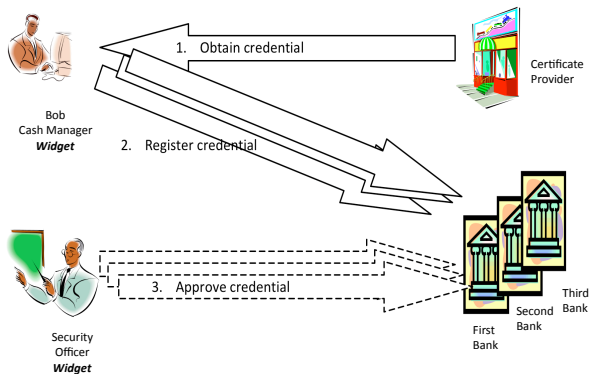 1. Obtain credential
Certificate
Provider
Bob
Cash Manager
Widget
2. Register credential
3. Approve credential
Security
Officer
Widget
First
Bank
Second
Bank
Third
Bank